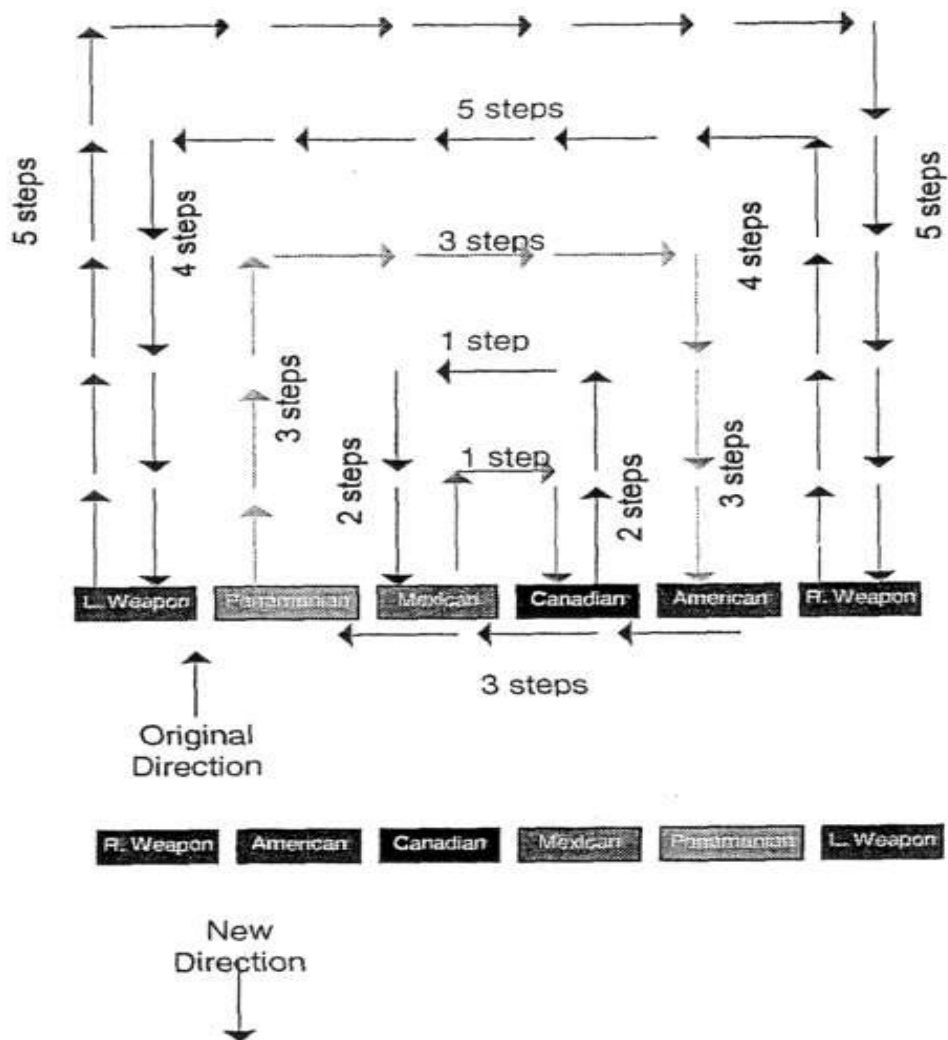 5 steps
5 steps
4 steps
3 steps
4 steps
5 steps
1 step
3 steps
2 steps
1 step
2 steps
3 steps
L. Weapon
Panamanian
Mexican
Canadian
American
R. Weapon
3 steps
Original
Direction
R. Weapon
American
Canadian
Mexican
Panamanian
L. Weapon
New
Direction